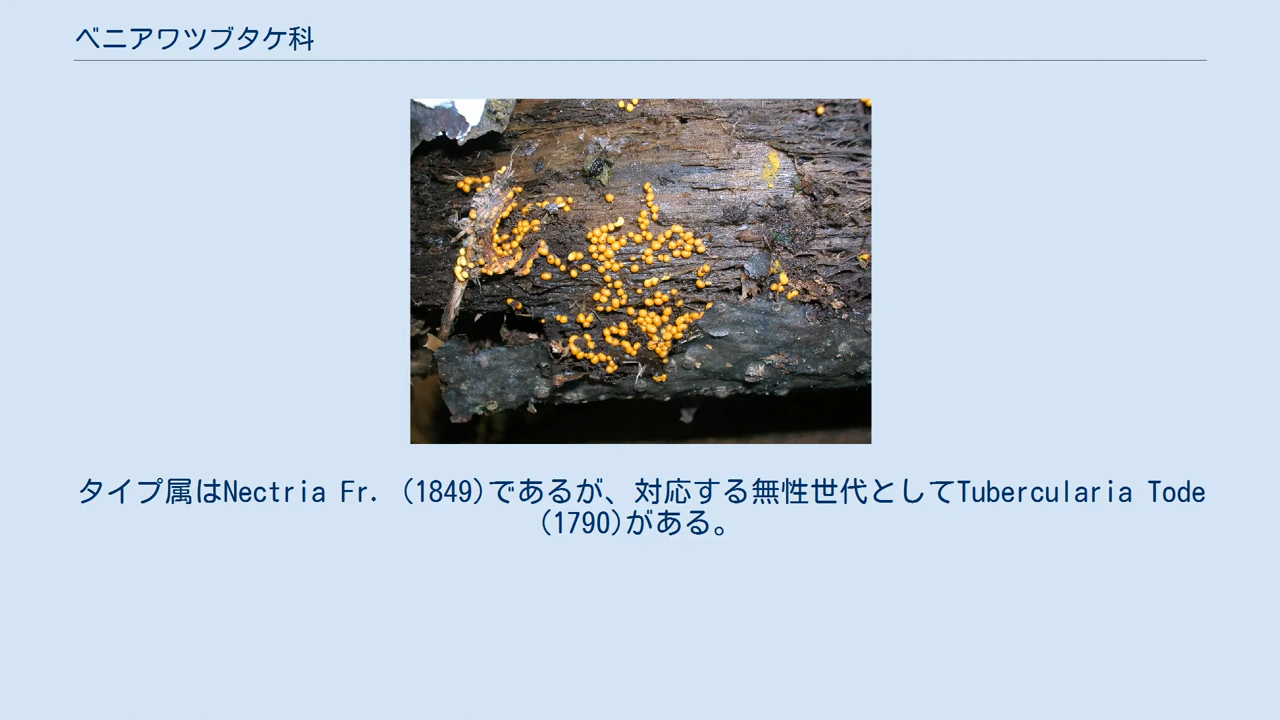 ベニアワツブタケ科
タイプ属はNectria Fr. (1849)であるが、対応する無性世代としてTubercularia Tode
(1790)がある。